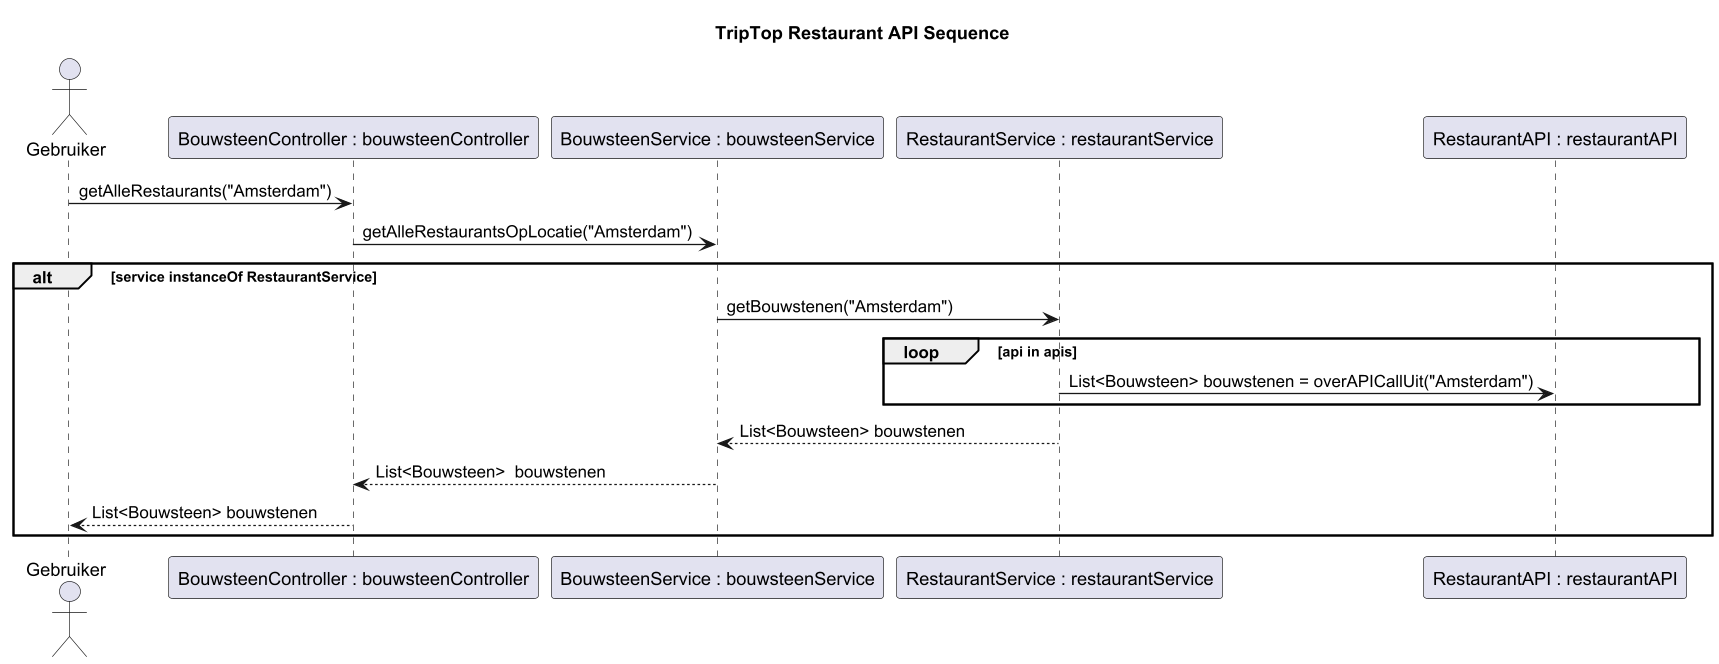 TripTop Restaurant API Sequence
Gebruiker
BouwsteenController : bouwsteenController
BouwsteenService : bouwsteenService
RestaurantService : restaurantService
RestaurantAPI : restaurantAPI
getAlleRestaurants("Amsterdam")
getAlleRestaurantsOpLocatie("Amsterdam")
alt [service instanceOf RestaurantService]
getBouwstenen("Amsterdam")
loop [api in apis]
List<Bouwsteen> bouwstenen = overAPICallUit("Amsterdam")
List<Bouwsteen> bouwstenen
List<Bouwsteen>  bouwstenen
List<Bouwsteen> bouwstenen
Gebruiker
BouwsteenController : bouwsteenController
BouwsteenService : bouwsteenService
RestaurantService : restaurantService
RestaurantAPI : restaurantAPI